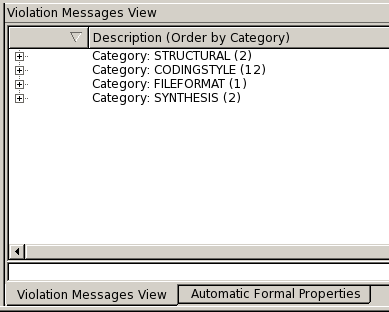 Violation Messages View
Description (Order by Category)
Category: STRUCTURAL (2)
Category: CODINGSTYLE (12)
Category: FILEFORMAT (1)
Category: SYNTHESIS (2)
Violation Messages View Automatic Formal Properties